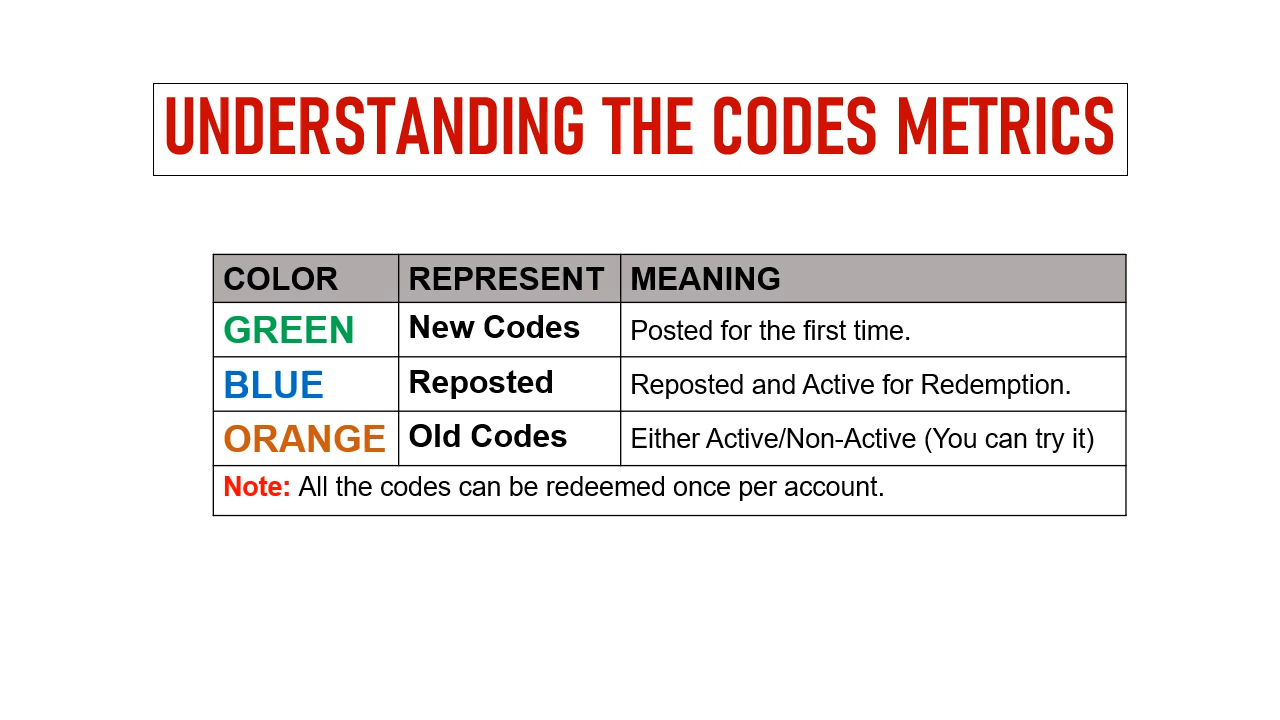 UNDERSTANDING THE CODES METRICS
COLOR REPRESENT MEANING
GREEN New Codes Posted for the first time.
BLUE Reposted Reposted and Active for Redemption.
ORANGE Old Codes Either Active/Non-Active (You can try it)
Note: All the codes can be redeemed once per account.